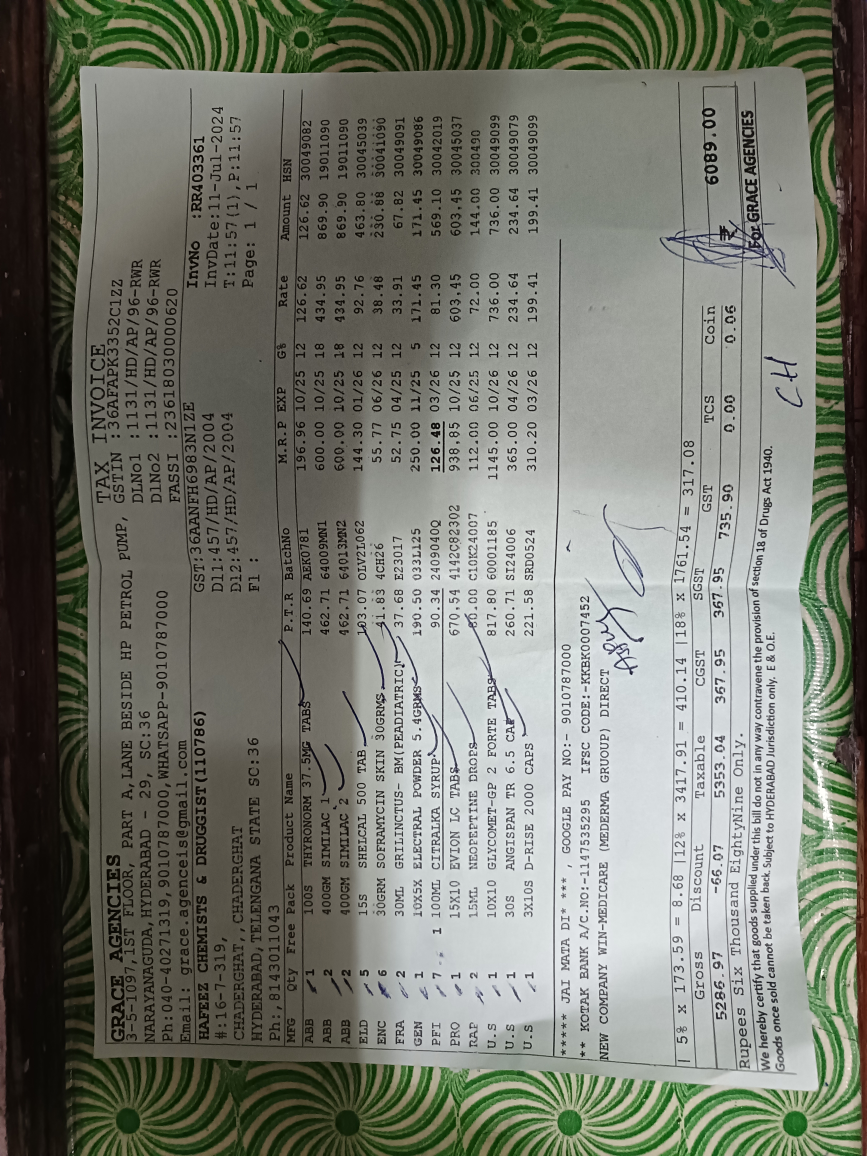 TAX INVOICE
GRACE AGENCIES
3-5-1097,1ST FLOOR, PART A,LANE BESIDE HP PETROL PUMP,
NARAYANAGUDA,HYDERABAD - 29, SC:36
Ph:040-40271319,9010787000,WHATSAPP-9010787000
Email: grace.agenceis@gmail.com
GSTIN :36AFAPK3352C1ZZ
DLNo1 :1131/HD/AP/96-RWR
DlNo2 :1131/HD/AP/96-RWR
FASSI :23618030000620
HAFEEZ CHEMISTS & DRUGGIST(110786)
#:16-7-319,
CHADERGHAT,,CHADERGHAT
HYDERABAD,TELENGANA STATE SC:36
Ph:,8143011043
GST:36AANFH6983N1ZE
D11:457/HD/AP/2004
D12:457/HD/AP/2004
F1 :
InvNo :RR403361
InvDate:11-Jul-2024
T:11:57(1),P:11:57
Page: 1 / 1
MFG Qty Free Pack Product Name P.T.R BatchNo M.R.P EXP G% Rate Amount HSN
ABB 1 100S THYRONORM 37.5MG TABS 140.69 AEK0781 196.96 10/25 12 126.62 126.62 30049082
ABB 2 400GM SIMILAC 1 462.71 64009MN1 600.00 10/25 18 434.95 869.90 19011090
ABB 2 400GM SIMILAC 2 462.71 64013MN2 600.00 10/25 18 434.95 869.90 19011090
ELD 5 15S SHELCAL 500 TAB 103.07 OLV2L062 144.30 01/26 12 92.76 463.80 30045039
ENC 6 30GRM SOFRAMYCIN SKIN 30GRMS 41.83 4CH26 55.77 06/26 12 38.48 230.88 30041090
FRA 2 30ML GRILINCTUS- BM(PEADIATRIC) 37.68 E23017 52.75 04/25 12 33.91 67.82 30049091
GEN 1 10X5X ELECTRAL POWDER 5.4GRMS 190.50 033L125 250.00 11/25 5 171.45 171.45 30049086
PFI 7 1 100ML CITRALKA SYRUP 90.34 2409040Q 126.48 03/26 12 81.30 569.10 30042019
PRO 1 15X10 EVION LC TABS 670.54 4142C82302 938.85 10/25 12 603.45 603.45 30045037
RAP 2 15ML NEOPEPTINE DROPS 80.00 C10K24007 112.00 06/25 12 72.00 144.00 300490
U.S 1 10X10 GLYCOMET-GP 2 FORTE TABS 817.80 60001185 1145.00 10/26 12 736.00 736.00 30049099
U.S 1 30S ANGISPAN TR 6.5 CAP 260.71 SI24006 365.00 04/26 12 234.64 234.64 30049079
U.S 1 3X10S D-RISE 2000 CAPS 221.58 SRD0524 310.20 03/26 12 199.41 199.41 30049099
***** JAI MATA DI* *** , GOOGLE PAY NO:- 9010787000
** KOTAK BANK A/C.NO:-1147535295 IFSC CODE:-KKBK0007452
NEW COMPANY WIN-MEDICARE (MEDERMA GRUOUP) DIRECT
| 5% x 173.59 = 8.68 |12% x 3417.91 = 410.14 |18% x 1761.54 = 317.08
Gross Discount Taxable CGST SGST GST TCS Coin
5286.97 -66.07 5353.04 367.95 367.95 735.90 0.00 0.06
₹ 6089.00
Rupees Six Thousand EightyNine Only.
We hereby certify that goods supplied under this bill do not in any way contravene the provision of section 18 of Drugs Act 1940.
Goods once sold cannot be taken back. Subject to HYDERABAD Jurisdiction only. E & O.E.
For GRACE AGENCIES
CH